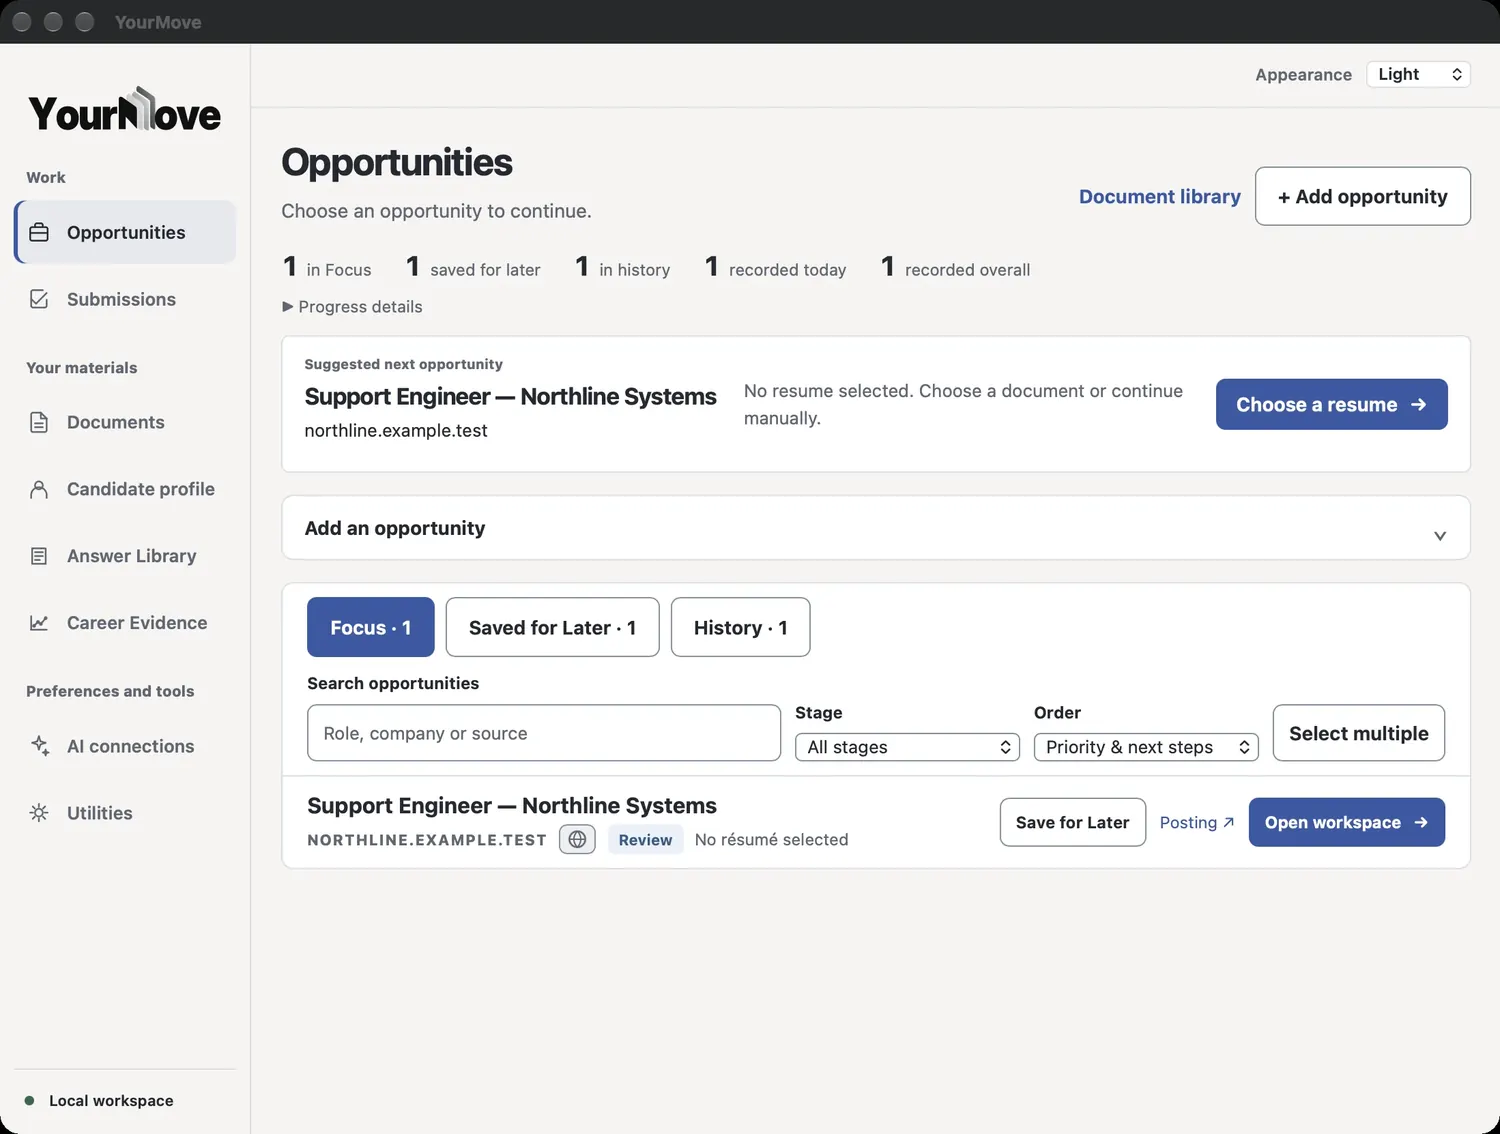 YourMove
Appearance Light
YourMove
Work
Opportunities
Submissions
Your materials
Documents
Candidate profile
Answer Library
Career Evidence
Preferences and tools
AI connections
Utilities
Local workspace
Opportunities
Choose an opportunity to continue.
Document library
+ Add opportunity
1 in Focus 1 saved for later 1 in history 1 recorded today 1 recorded overall
▶ Progress details
Suggested next opportunity
Support Engineer — Northline Systems
northline.example.test
No resume selected. Choose a document or continue
manually.
Choose a resume →
Add an opportunity
Focus · 1 Saved for Later · 1 History · 1
Search opportunities
Role, company or source
Stage
All stages
Order
Priority & next steps
Select multiple
Support Engineer — Northline Systems
NORTHLINE.EXAMPLE.TEST Review No résumé selected
Save for Later Posting ↗ Open workspace →